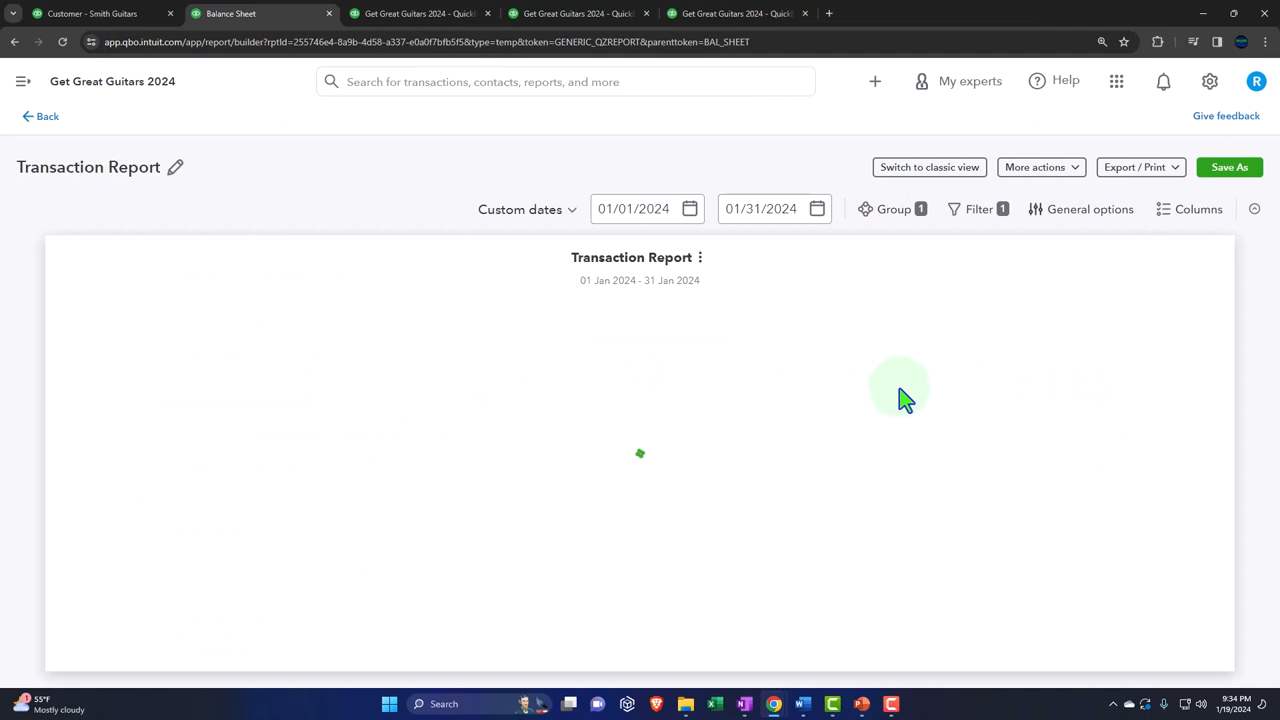 Customer - Smith Guitars
Balance Sheet
Get Great Guitars 2024 - Quick
Get Great Guitars 2024 - Quick
Get Great Guitars 2024 - Quick
app.qbo.intuit.com/app/report/builder?rptId=255746e4-8a9b-4d58-a337-e0a0f7bfb5f5&type=temp&token=GENERIC_QZREPORT&parenttoken=BAL_SHEET
Get Great Guitars 2024
Search for transactions, contacts, reports, and more
My experts
Help
R
Back
Give feedback
Transaction Report
Switch to classic view
More actions
Export / Print
Save As
Custom dates
01/01/2024
01/31/2024
Group 1
Filter 1
General options
Columns
Transaction Report
01 Jan 2024 - 31 Jan 2024
1
55°F
Mostly cloudy
Search
9:34 PM
1/19/2024